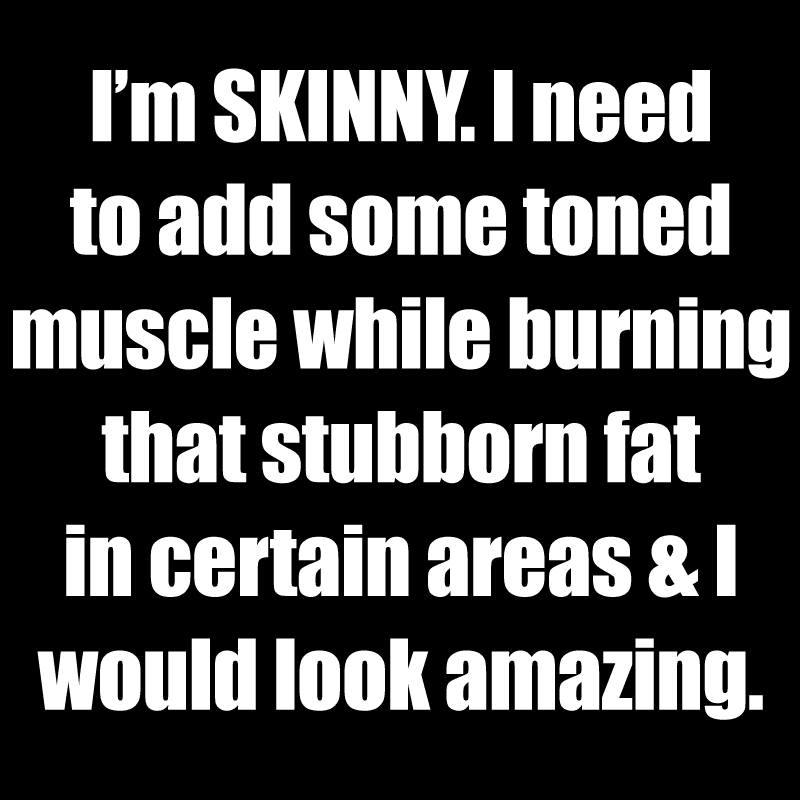 I’m SKINNY. I need
to add some toned
muscle while burning
that stubborn fat
in certain areas & I
would look amazing.